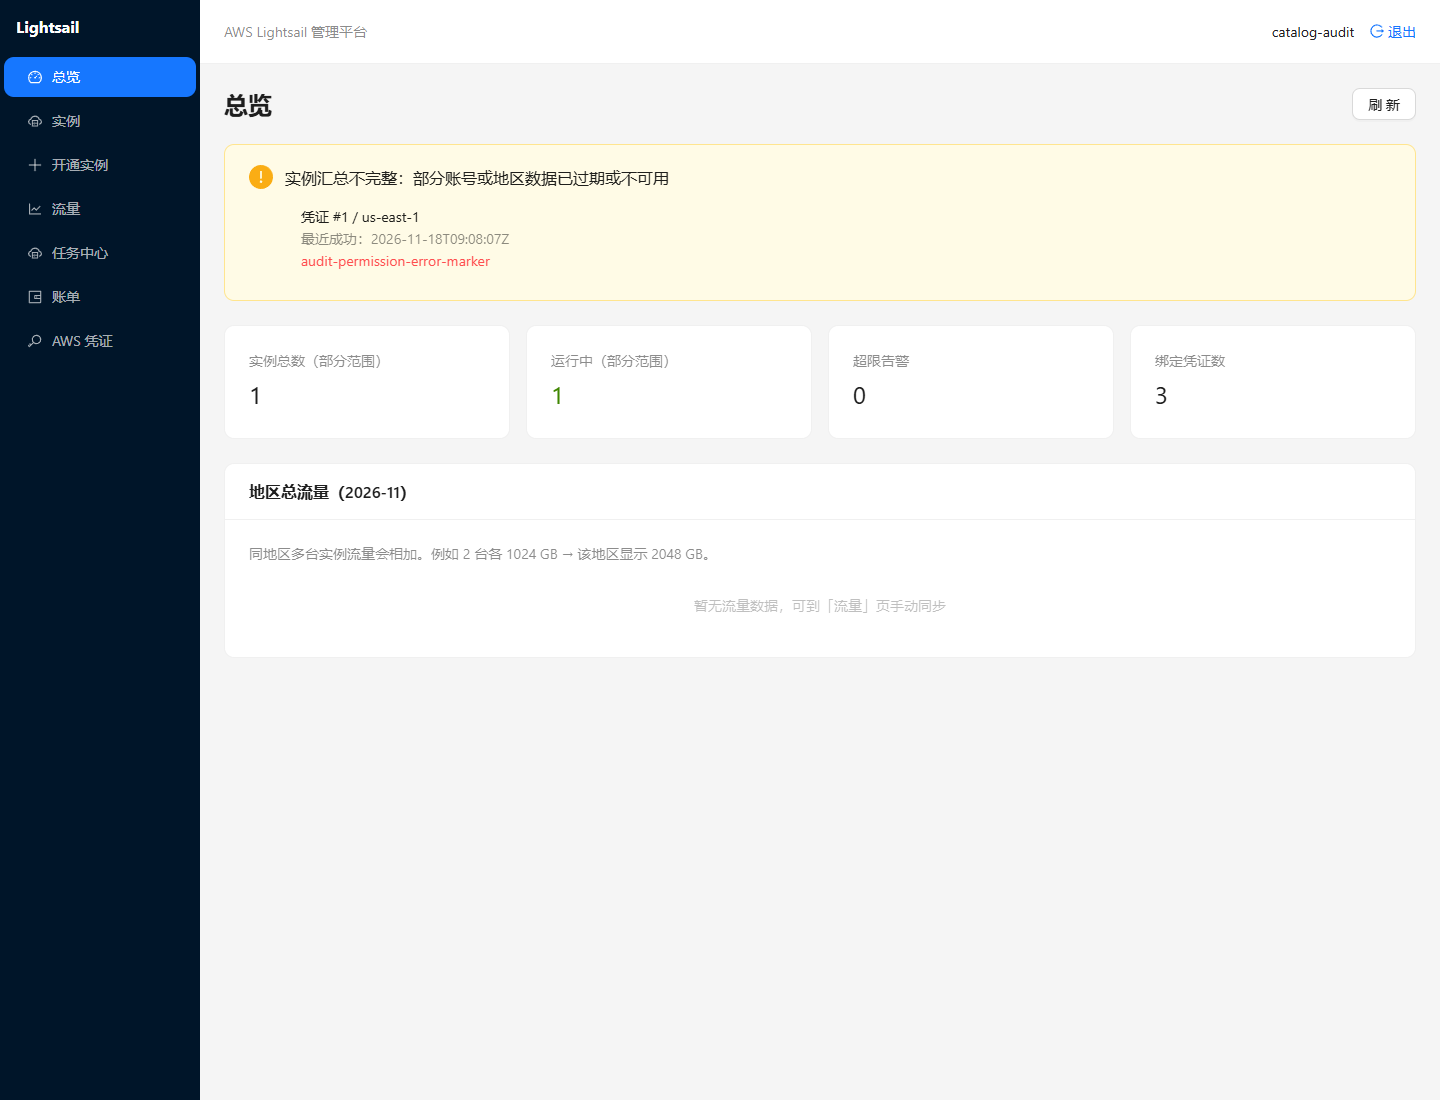 Lightsail
总览
实例
开通实例
流量
任务中心
账单
AWS 凭证
AWS Lightsail 管理平台
catalog-audit
退出
总览
刷 新
实例汇总不完整：部分账号或地区数据已过期或不可用
凭证 #1 / us-east-1
最近成功：2026-11-18T09:08:07Z
audit-permission-error-marker
实例总数（部分范围）
1
运行中（部分范围）
1
超限告警
0
绑定凭证数
3
地区总流量（2026-11）
同地区多台实例流量会相加。例如 2 台各 1024 GB → 该地区显示 2048 GB。
暂无流量数据，可到「流量」页手动同步